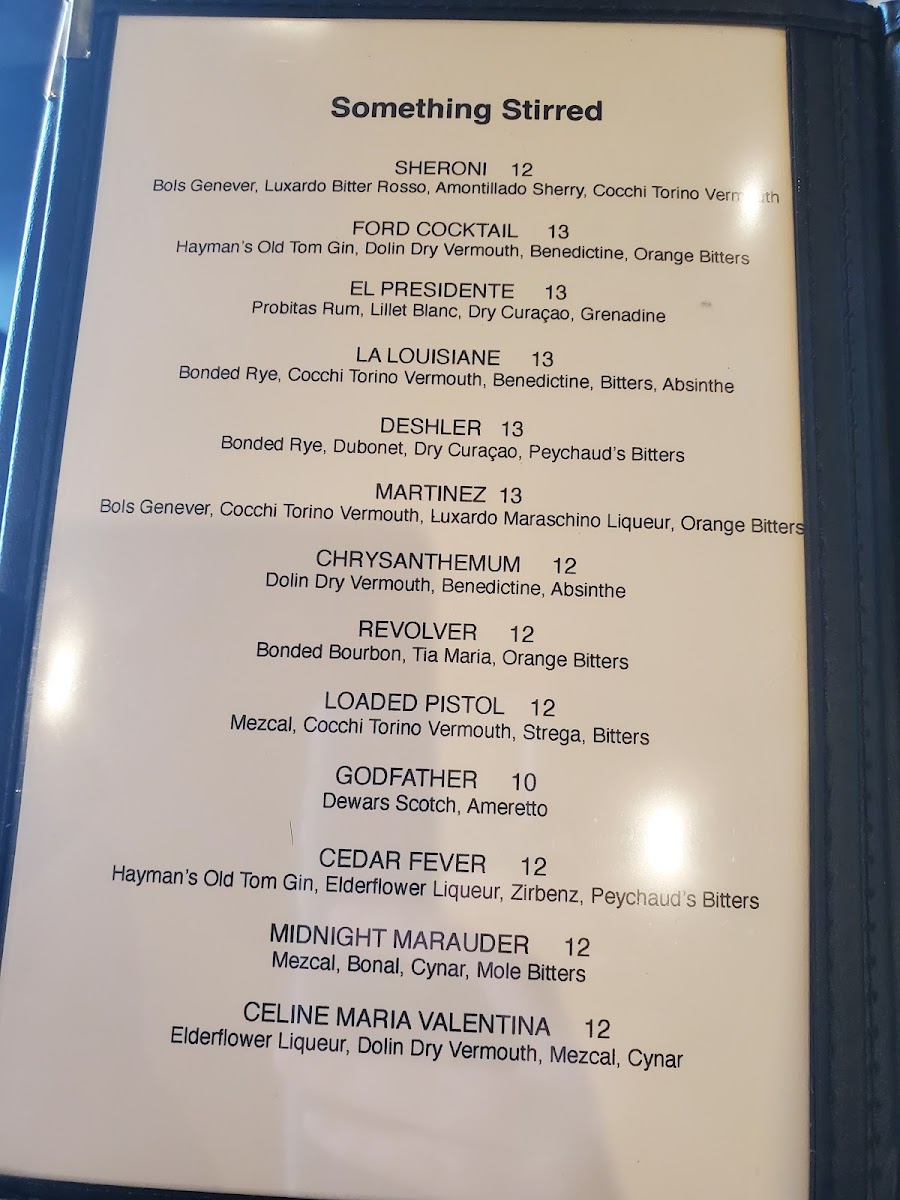 Something Stirred
SHERONI 12
Bols Genever, Luxardo Bitter Rosso, Amontillado Sherry, Cocchi Torino Vermouth
FORD COCKTAIL 13
Hayman's Old Tom Gin, Dolin Dry Vermouth, Benedictine, Orange Bitters
EL PRESIDENTE 13
Probitas Rum, Lillet Blanc, Dry Curaçao, Grenadine
LA LOUISIANE 13
Bonded Rye, Cocchi Torino Vermouth, Benedictine, Bitters, Absinthe
DESHLER 13
Bonded Rye, Dubonet, Dry Curaçao, Peychaud's Bitters
MARTINEZ 13
Bols Genever, Cocchi Torino Vermouth, Luxardo Maraschino Liqueur, Orange Bitters
CHRYSANTHEMUM 12
Dolin Dry Vermouth, Benedictine, Absinthe
REVOLVER 12
Bonded Bourbon, Tia Maria, Orange Bitters
LOADED PISTOL 12
Mezcal, Cocchi Torino Vermouth, Strega, Bitters
GODFATHER 10
Dewars Scotch, Ameretto
CEDAR FEVER 12
Hayman's Old Tom Gin, Elderflower Liqueur, Zirbenz, Peychaud's Bitters
MIDNIGHT MARAUDER 12
Mezcal, Bonal, Cynar, Mole Bitters
CELINE MARIA VALENTINA 12
Elderflower Liqueur, Dolin Dry Vermouth, Mezcal, Cynar